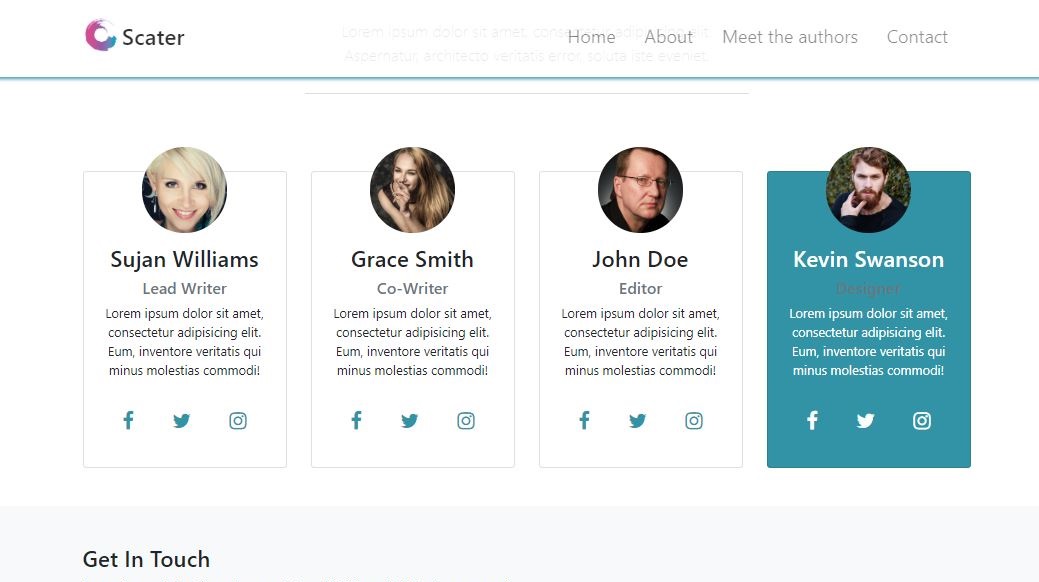 Scater
Home
About
Meet the authors
Contact
Lorem ipsum dolor sit amet, consectetur adipisicing elit.
Aspernatur, architecto veritatis error, soluta iste eveniet.
Sujan Williams
Lead Writer
Lorem ipsum dolor sit amet,
consectetur adipisicing elit.
Eum, inventore veritatis qui
minus molestias commodi!
Grace Smith
Co-Writer
Lorem ipsum dolor sit amet,
consectetur adipisicing elit.
Eum, inventore veritatis qui
minus molestias commodi!
John Doe
Editor
Lorem ipsum dolor sit amet,
consectetur adipisicing elit.
Eum, inventore veritatis qui
minus molestias commodi!
Kevin Swanson
Designer
Lorem ipsum dolor sit amet,
consectetur adipisicing elit.
Eum, inventore veritatis qui
minus molestias commodi!
Get In Touch